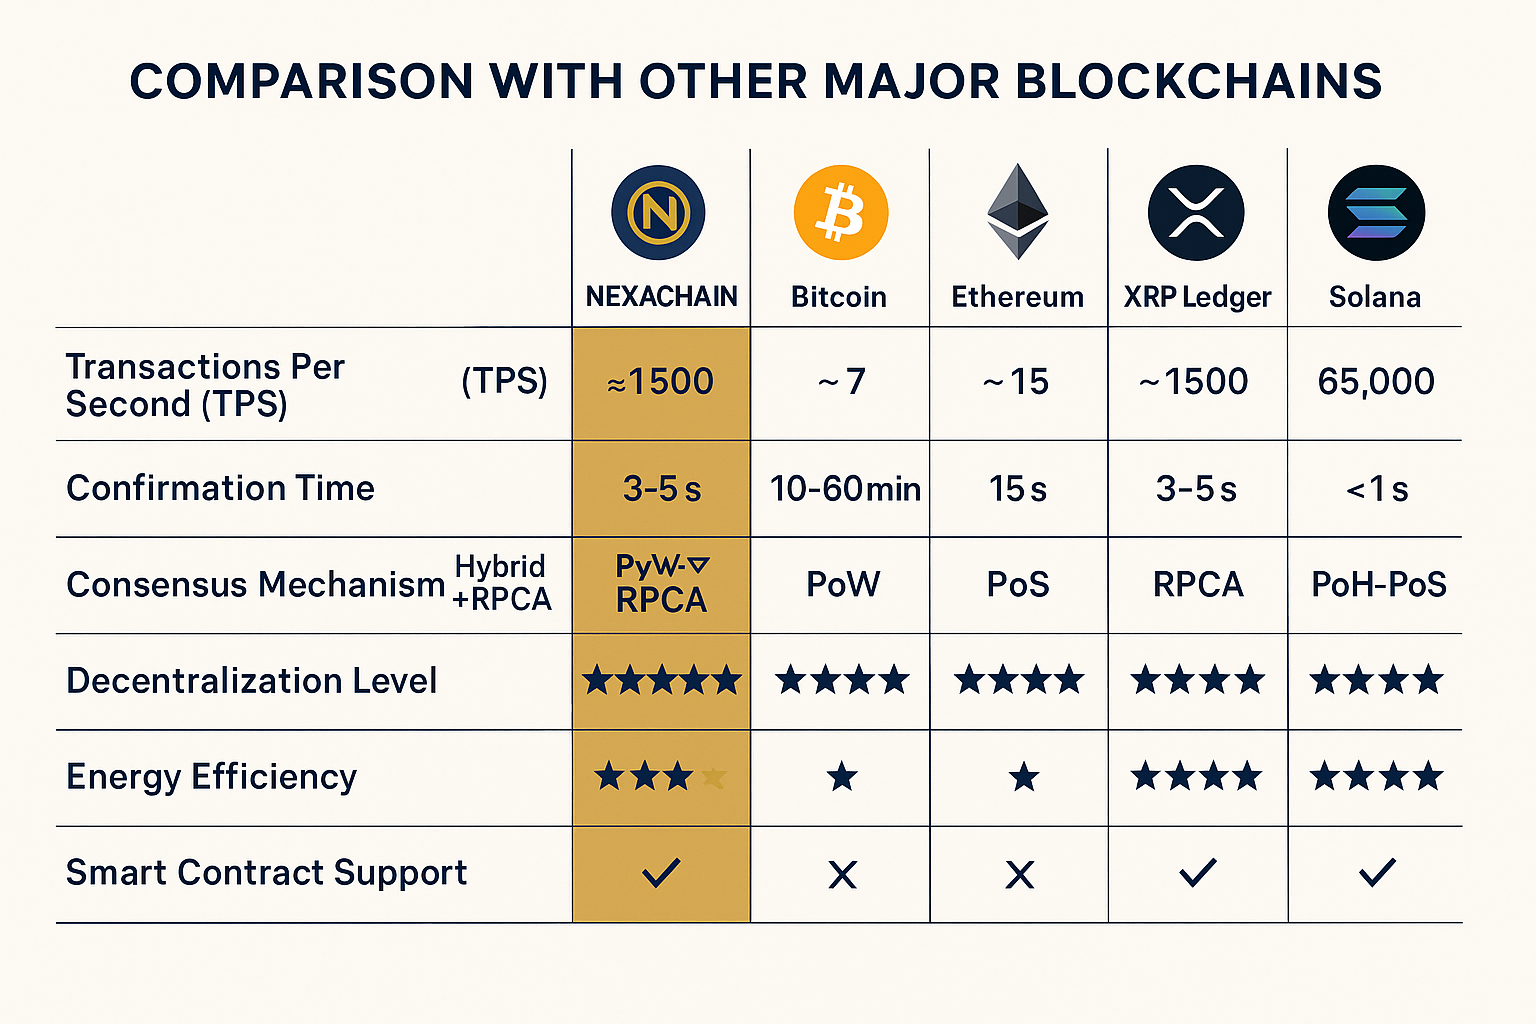 COMPARISON WITH OTHER MAJOR BLOCKCHAINS
NEXACHAIN Bitcoin Ethereum XRP Ledger Solana
Transactions Per
Second (TPS) (TPS) ≈1500 ~7 ~15 ~1500 65,000
Confirmation Time 3-5 s 10-60 min 15 s 3-5 s <1 s
Consensus Mechanism Hybrid
+RPCA PyW-▽
RPCA PoW PoS RPCA PoH-PoS
Decentralization Level ★★★★★ ★★★★ ★★★★ ★★★★ ★★★★
Energy Efficiency ★★★★ ★ ★ ★★★★ ★★★★
Smart Contract Support ✓ X X ✓ ✓